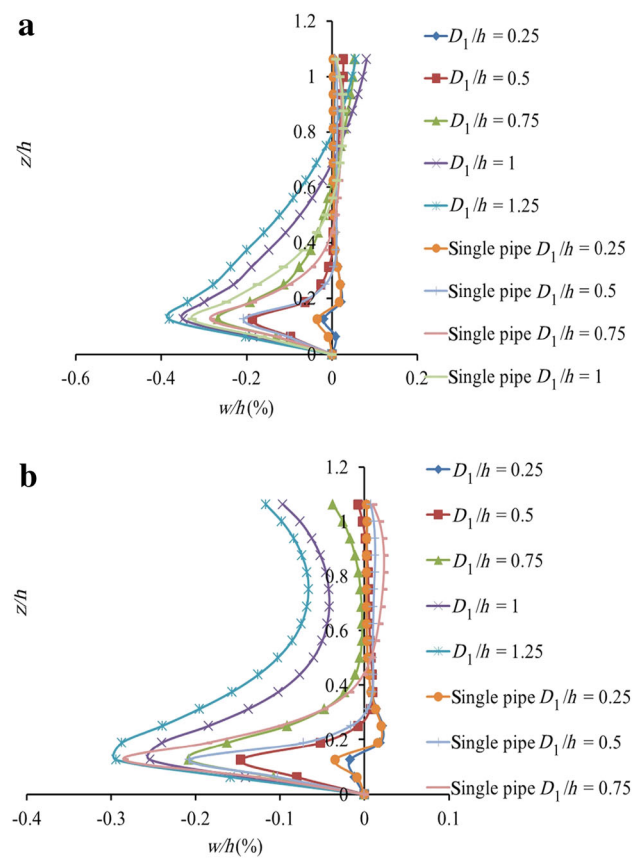 a
1.2
1
0.8
0.6
0.4
0.2
0
z/h
-0.6
-0.4
-0.2
0
0.2
w/h(%)
D1/h = 0.25
D1/h = 0.5
D1/h = 0.75
D1/h = 1
D1/h = 1.25
Single pipe D1/h = 0.25
Single pipe D1/h = 0.5
Single pipe D1/h = 0.75
Single pipe D1/h = 1
b
1.2
1
0.8
0.6
0.4
0.2
0
z/h
-0.4
-0.3
-0.2
-0.1
0
0.1
w/h(%)
D1/h = 0.25
D1/h = 0.5
D1/h = 0.75
D1/h = 1
D1/h = 1.25
Single pipe D1/h = 0.25
Single pipe D1/h = 0.5
Single pipe D1/h = 0.75